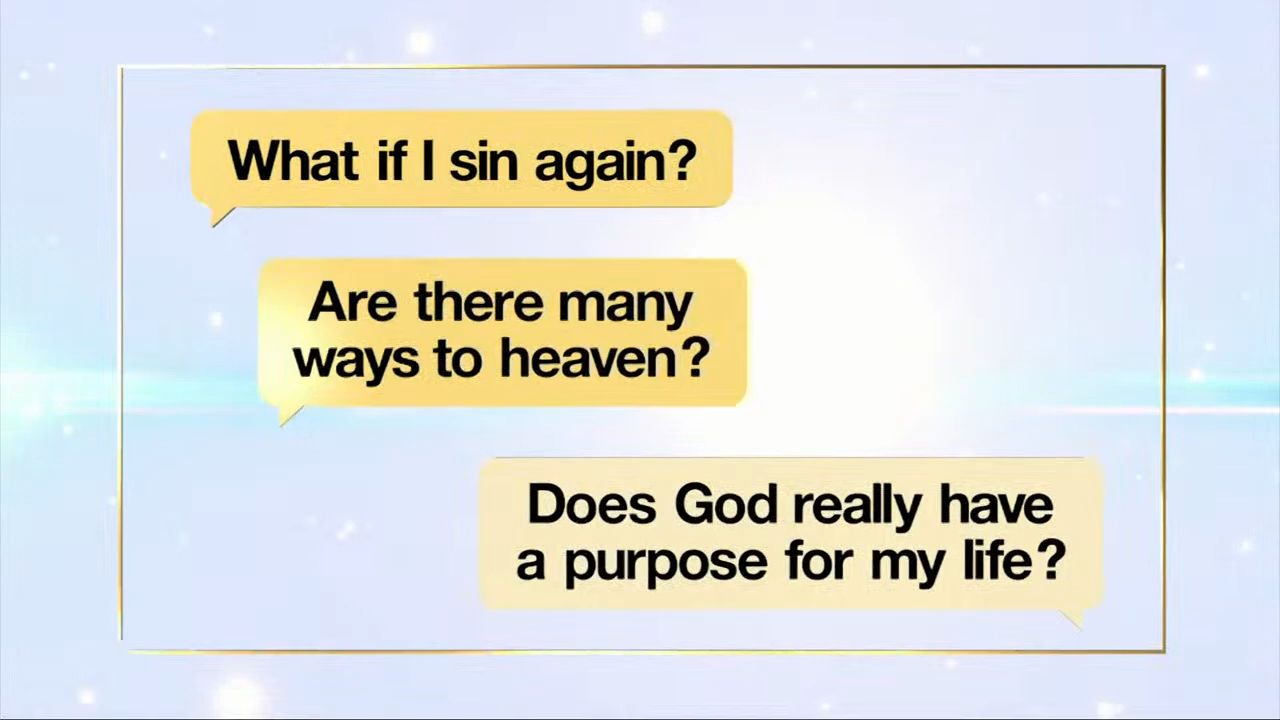 What if I sin again?
Are there many
ways to heaven?
Does God really have
a purpose for my life?